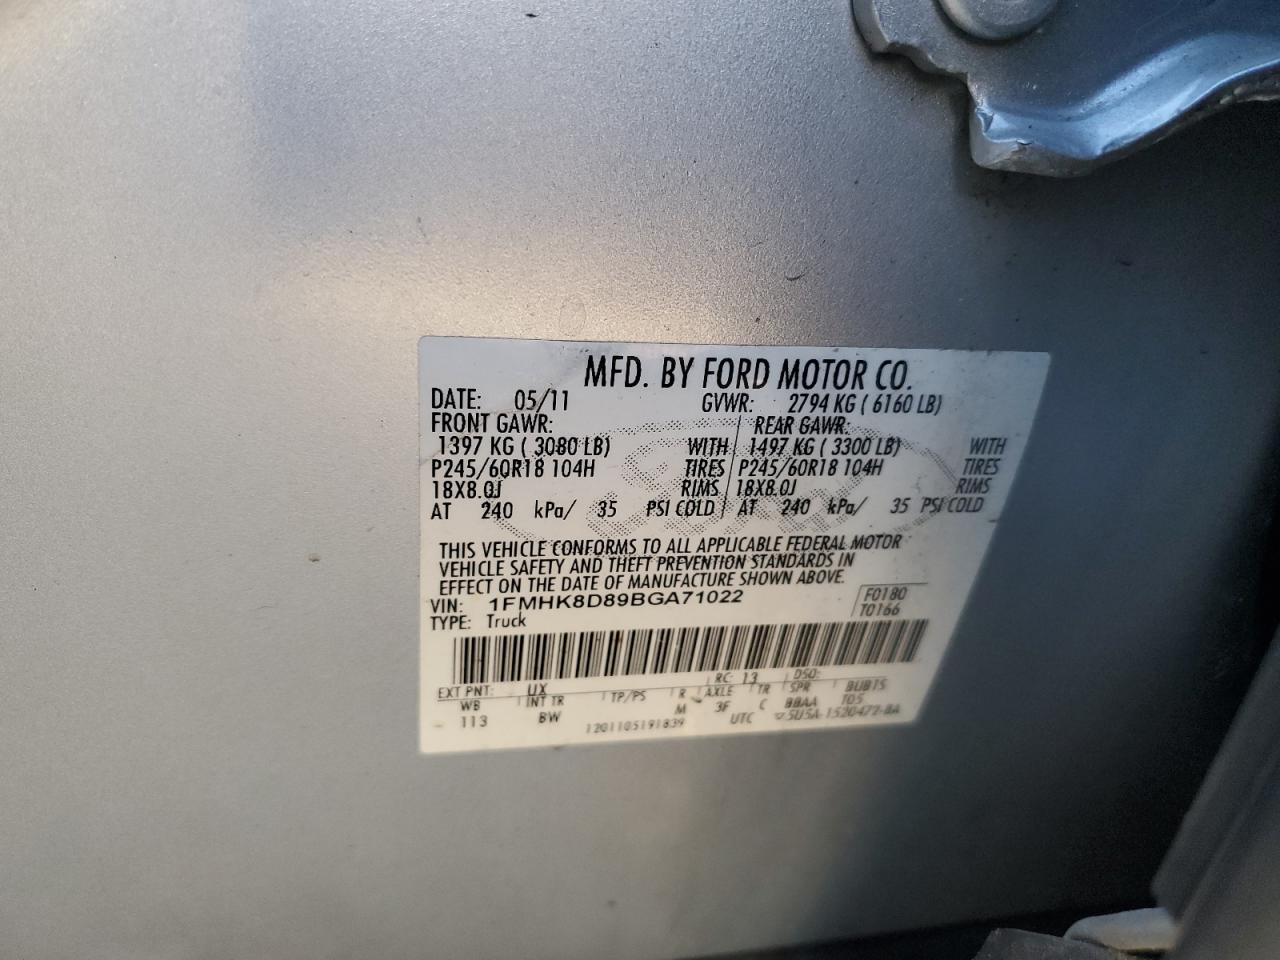 MFD. BY FORD MOTOR CO.
DATE: 05/11 GVWR: 2794 KG ( 6160 LB)
FRONT GAWR: REAR GAWR:
1397 KG ( 3080 LB) WITH 1497 KG ( 3300 LB) WITH
P245/60R18 104H TIRES P245/60R18 104H TIRES
18X8.0J RIMS 18X8.0J RIMS
AT 240 kPa/ 35 PSI COLD AT 240 kPa/ 35 PSI COLD
THIS VEHICLE CONFORMS TO ALL APPLICABLE FEDERAL MOTOR
VEHICLE SAFETY AND THEFT PREVENTION STANDARDS IN
EFFECT ON THE DATE OF MANUFACTURE SHOWN ABOVE.
VIN: 1FMHK8D89BGA71022 F0180
TYPE: Truck T0166
EXT PNT: UX RC: 13 DSO:
WB INT TR TP/PS R AXLE TR SPR BUBTS
113 BW M 3F C BBAA T05
1201105191839 UTC 5U5A-1520472-BA